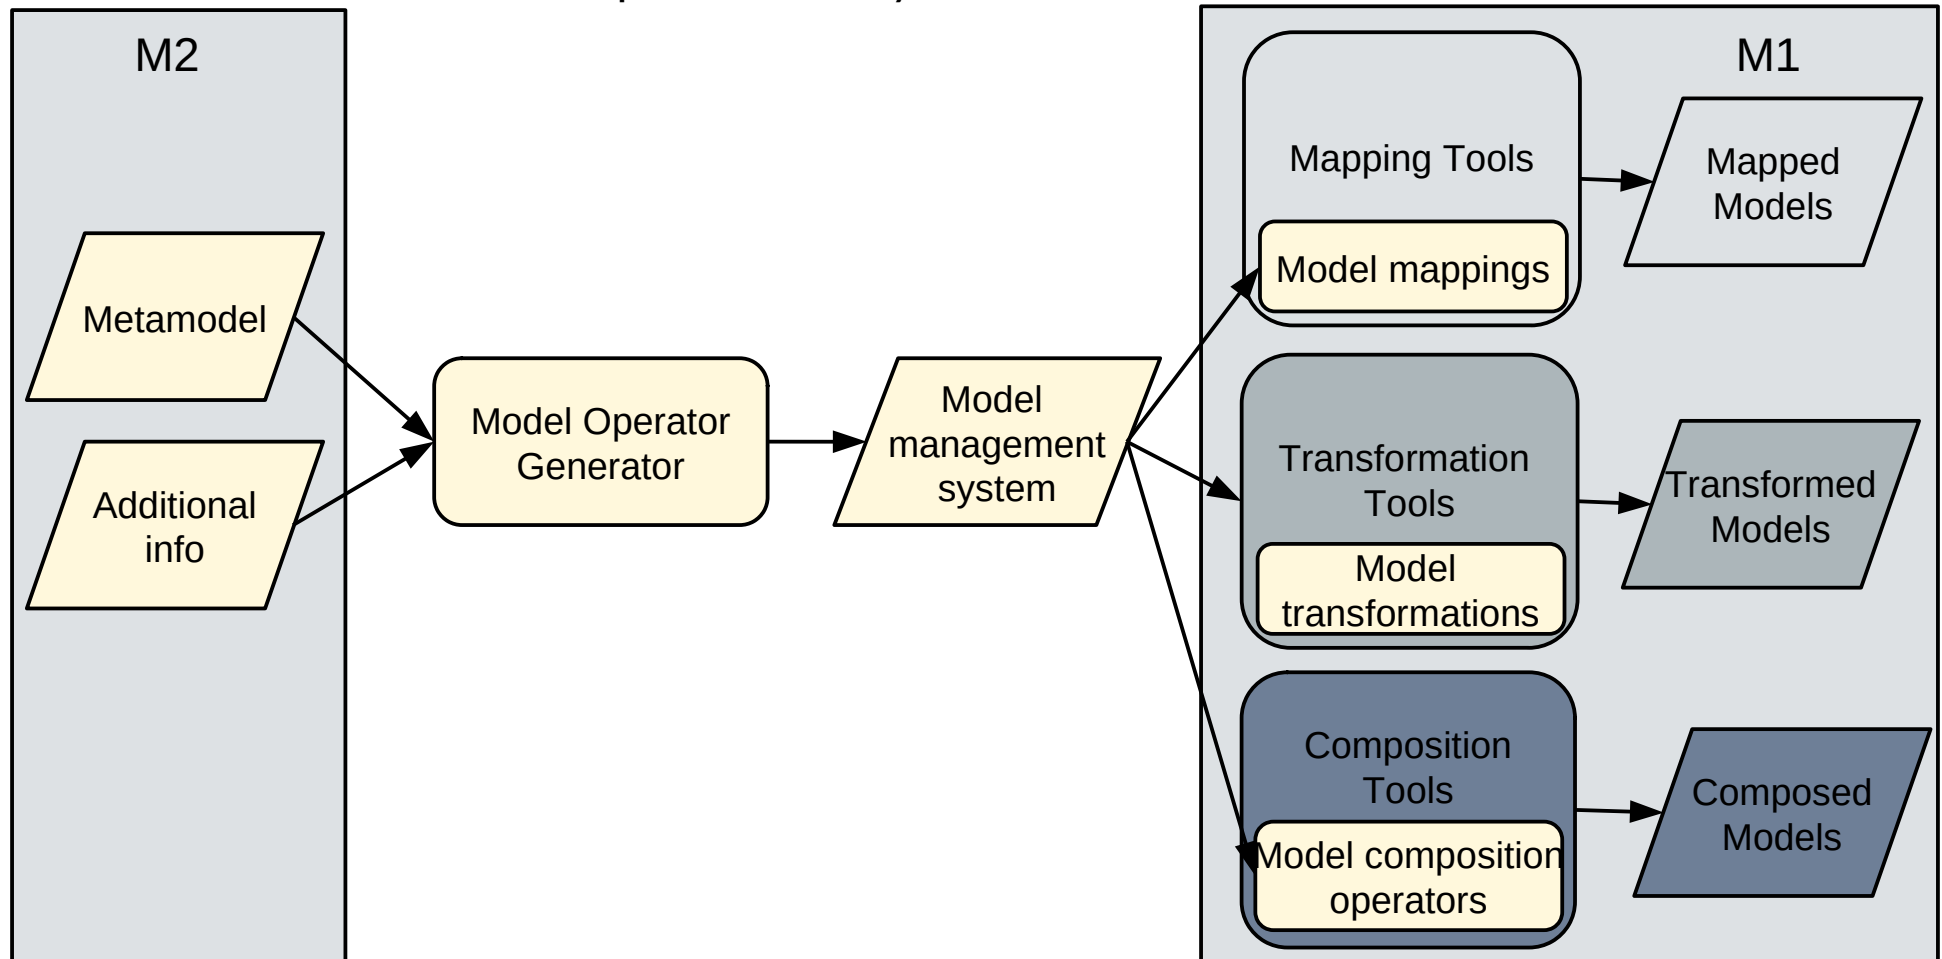 M2
Metamodel
Additional
info
Model Operator
Generator
Model
management
system
M1
Mapping Tools
Model mappings
Mapped
Models
Transformation
Tools
Model
transformations
Transformed
Models
Composition
Tools
Model composition
operators
Composed
Models